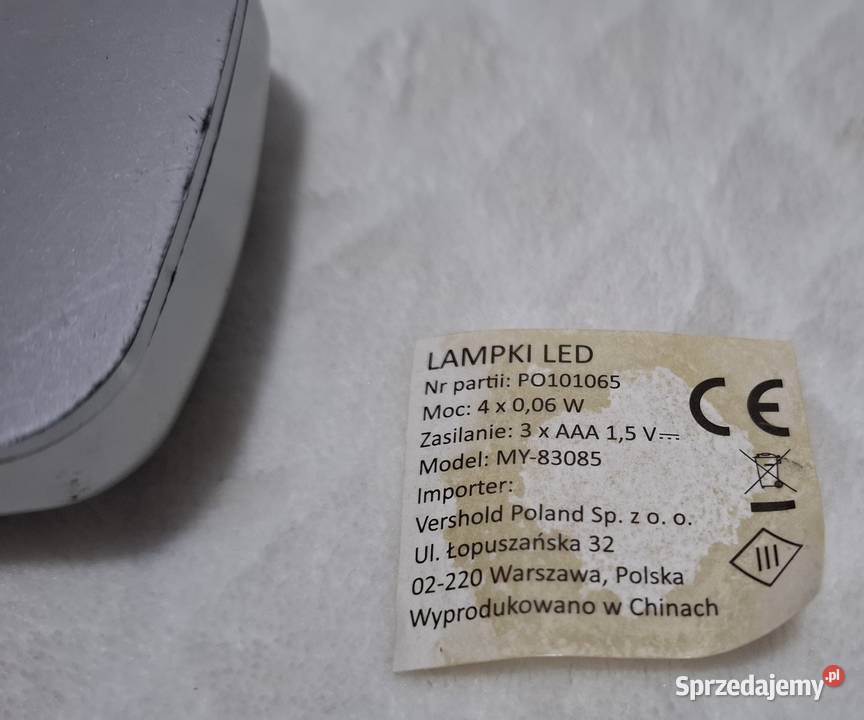 LAMPKI LED
Nr partii: PO101065
Moc: 4 x 0,06 W
Zasilanie: 3 x AAA 1,5 V⎓
Model: MY-83085
Importer:
Vershold Poland Sp. z o. o.
Ul. Łopuszańska 32
02-220 Warszawa, Polska
Wyprodukowano w Chinach
CE
III
Sprzedajemy.pl